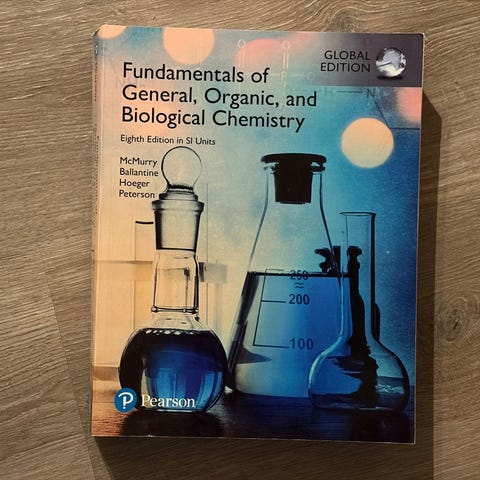 GLOBAL
EDITION
Fundamentals of
General, Organic, and
Biological Chemistry
Eighth Edition in SI Units
McMurry
Ballantine
Hoeger
Peterson
250
≈
200
100
P Pearson